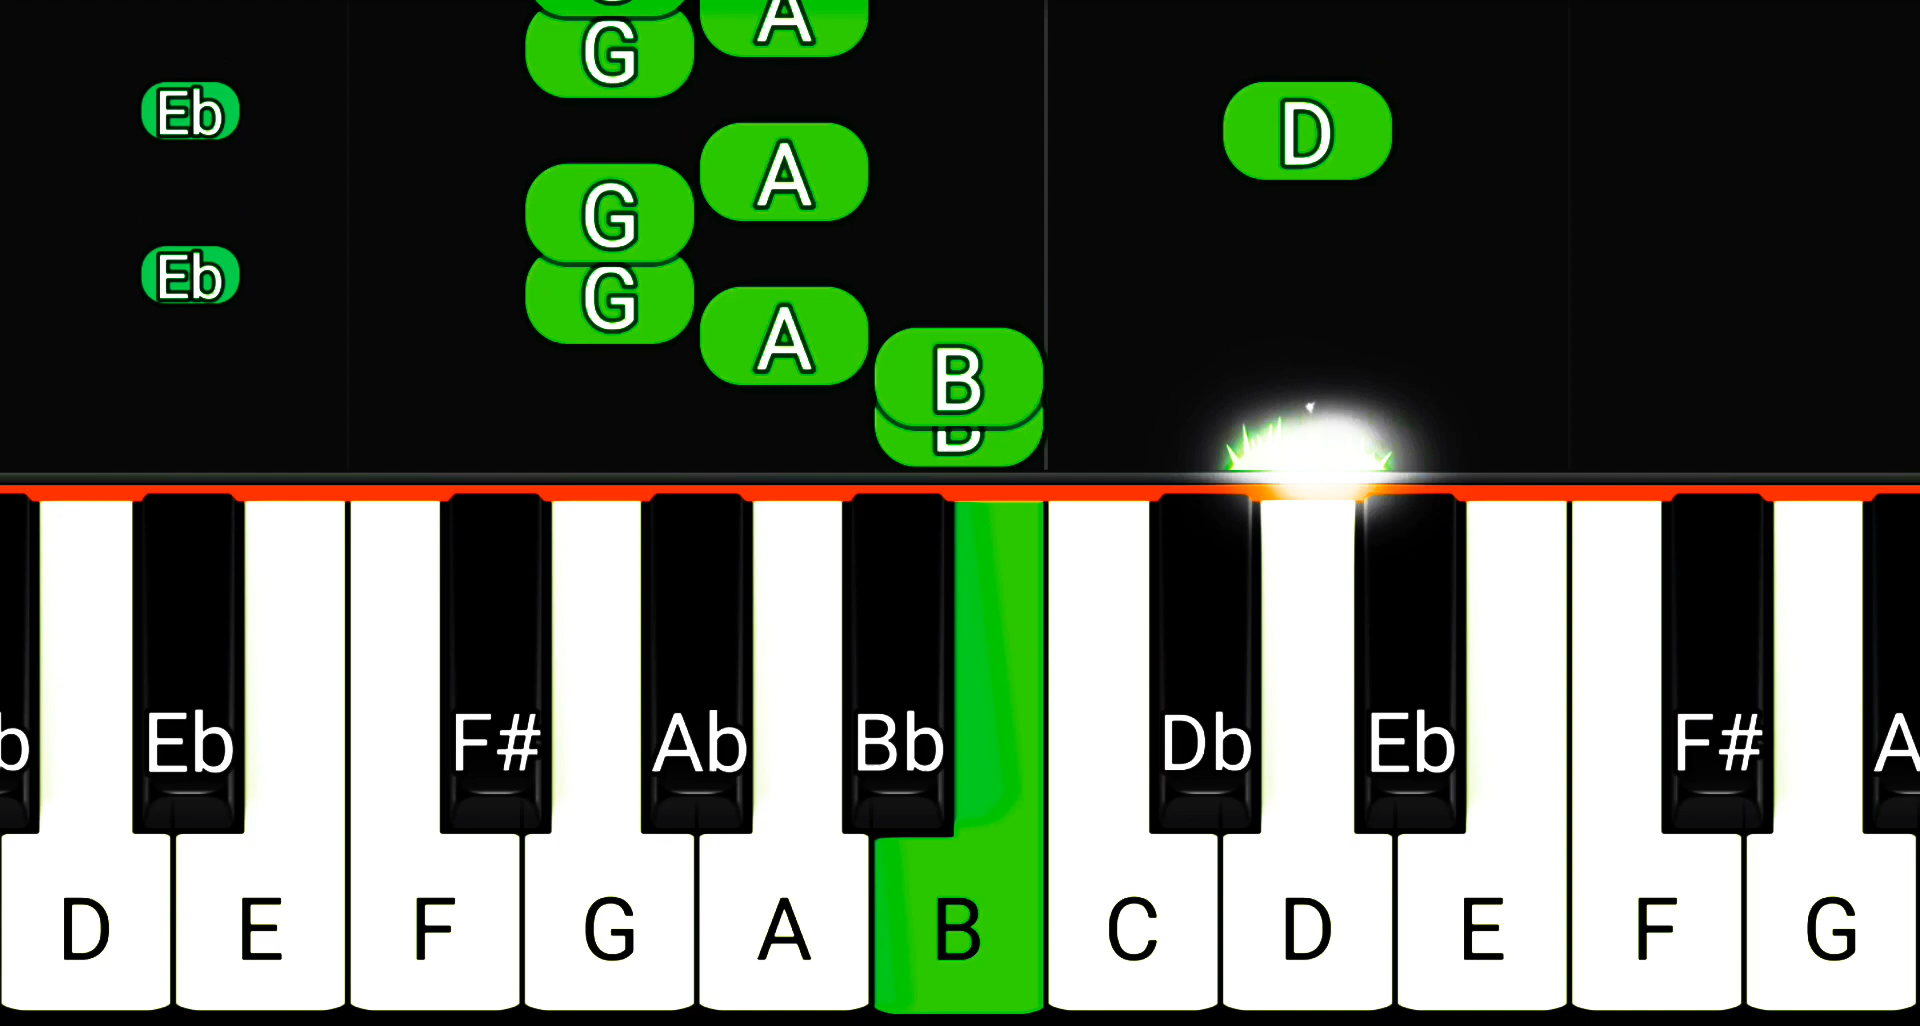 G A
Eb D
A
G
Eb
G
A
B
B
b Eb F# Ab Bb Db Eb F# A
D E F G A B C D E F G